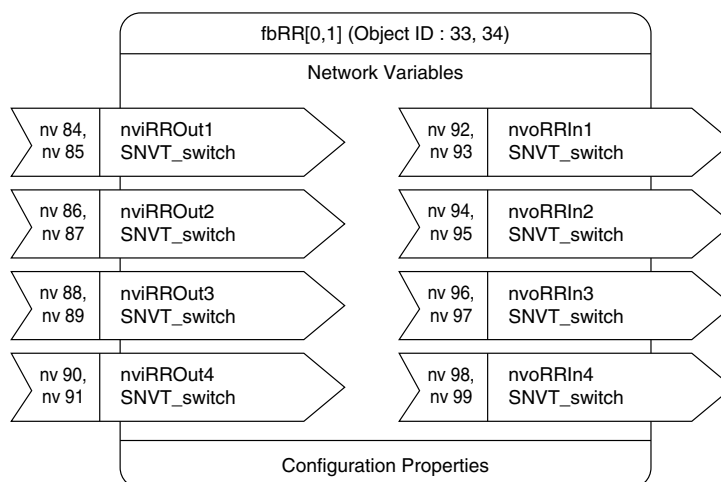 fbRR[0,1] (Object ID : 33, 34)
Network Variables
nv 84,
nv 85
nviRROut1
SNVT_switch
nv 92,
nv 93
nvoRRIn1
SNVT_switch
nv 86,
nv 87
nviRROut2
SNVT_switch
nv 94,
nv 95
nvoRRIn2
SNVT_switch
nv 88,
nv 89
nviRROut3
SNVT_switch
nv 96,
nv 97
nvoRRIn3
SNVT_switch
nv 90,
nv 91
nviRROut4
SNVT_switch
nv 98,
nv 99
nvoRRIn4
SNVT_switch
Configuration Properties